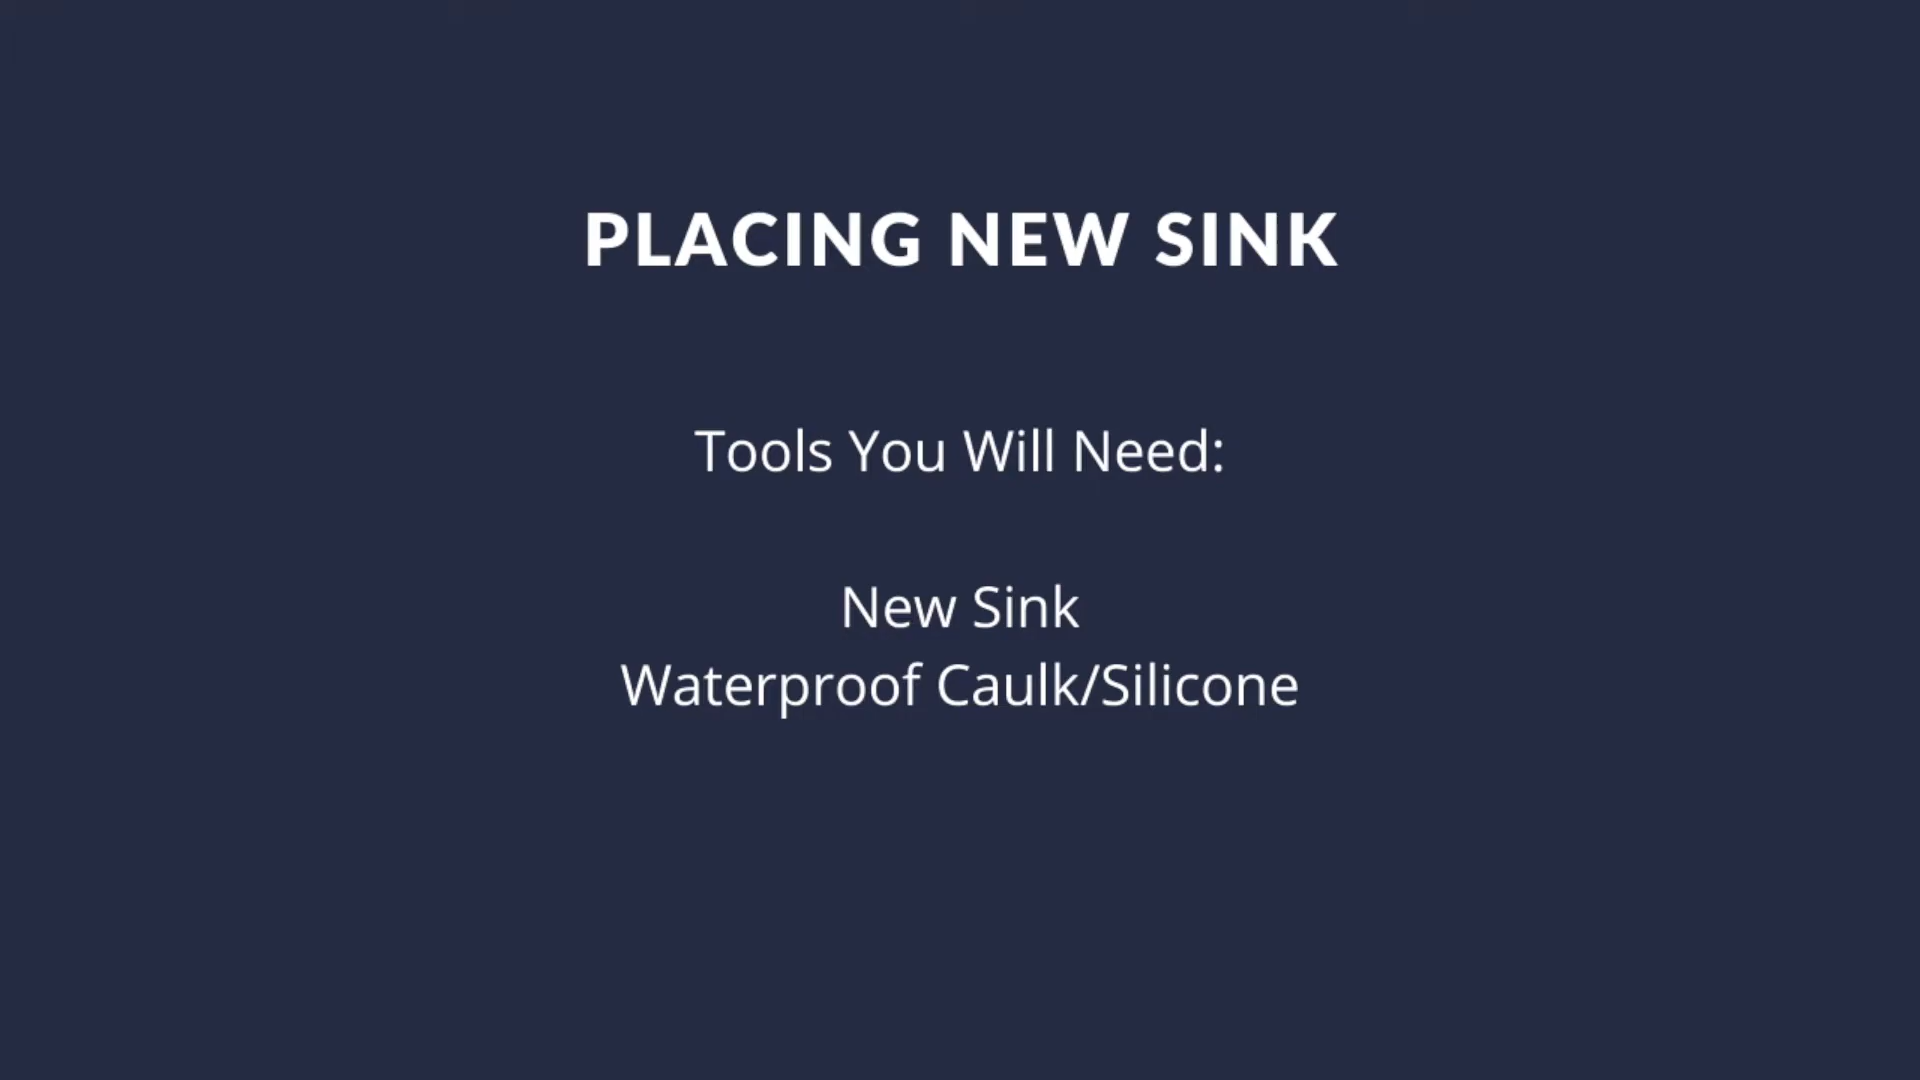 PLACING NEW SINK
Tools You Will Need:
New Sink
Waterproof Caulk/Silicone